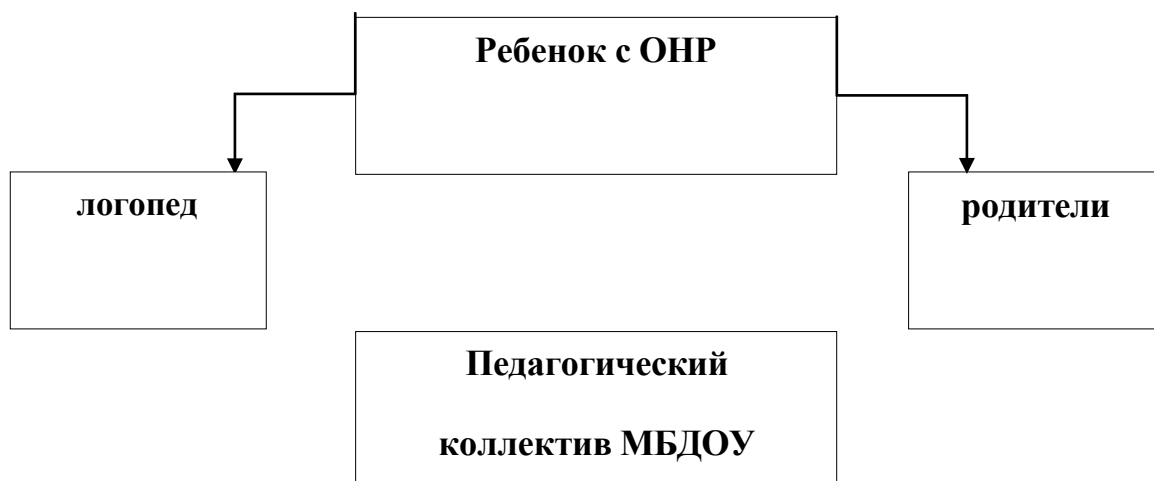 Ребенок с ОНР
логопед
родители
Педагогический
коллектив МБДОУ